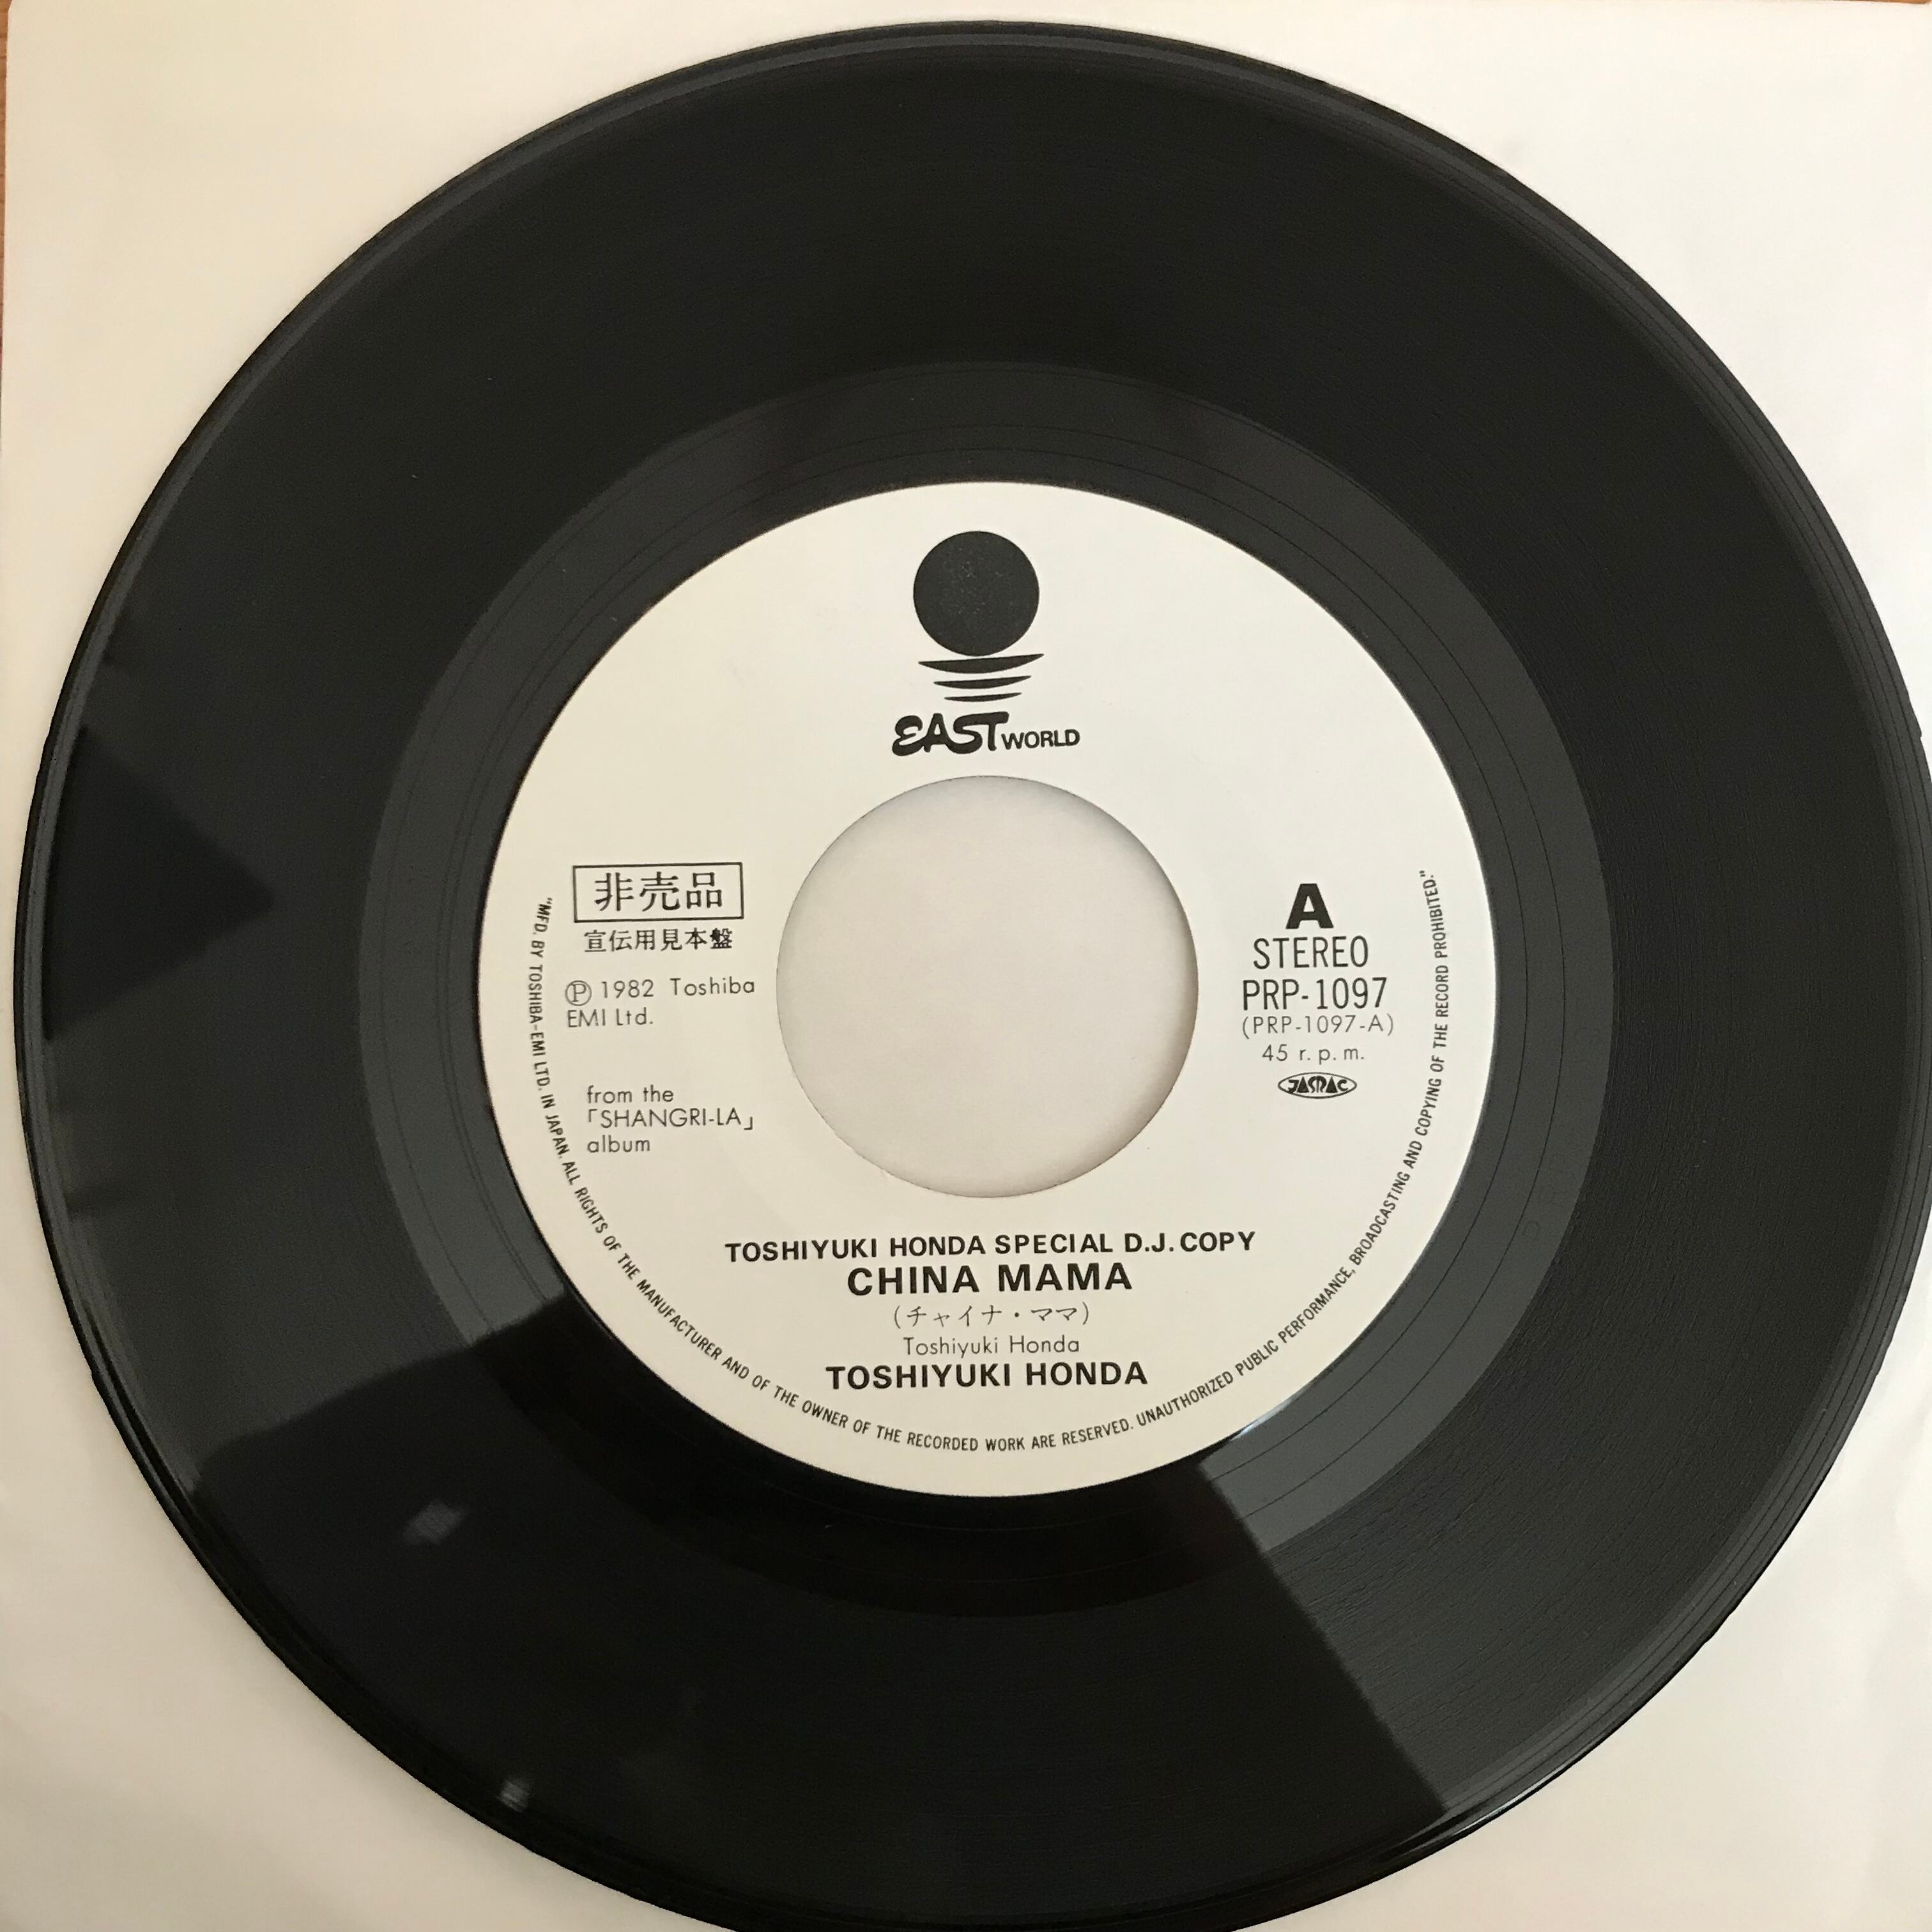 EAST WORLD
非売品
宣伝用見本盤
Ⓟ 1982 Toshiba
EMI Ltd.
from the
「SHANGRI-LA」
album
A
STEREO
PRP-1097
(PRP-1097-A)
45 r.p.m.
JASRAC
TOSHIYUKI HONDA SPECIAL D.J. COPY
CHINA MAMA
(チャイナ・ママ)
Toshiyuki Honda
TOSHIYUKI HONDA
"MFD. BY TOSHIBA-EMI LTD. IN JAPAN. ALL RIGHTS OF THE MANUFACTURER AND OF THE OWNER OF THE RECORDED WORK ARE RESERVED. UNAUTHORIZED PUBLIC PERFORMANCE, BROADCASTING AND COPYING OF THE RECORD PROHIBITED."